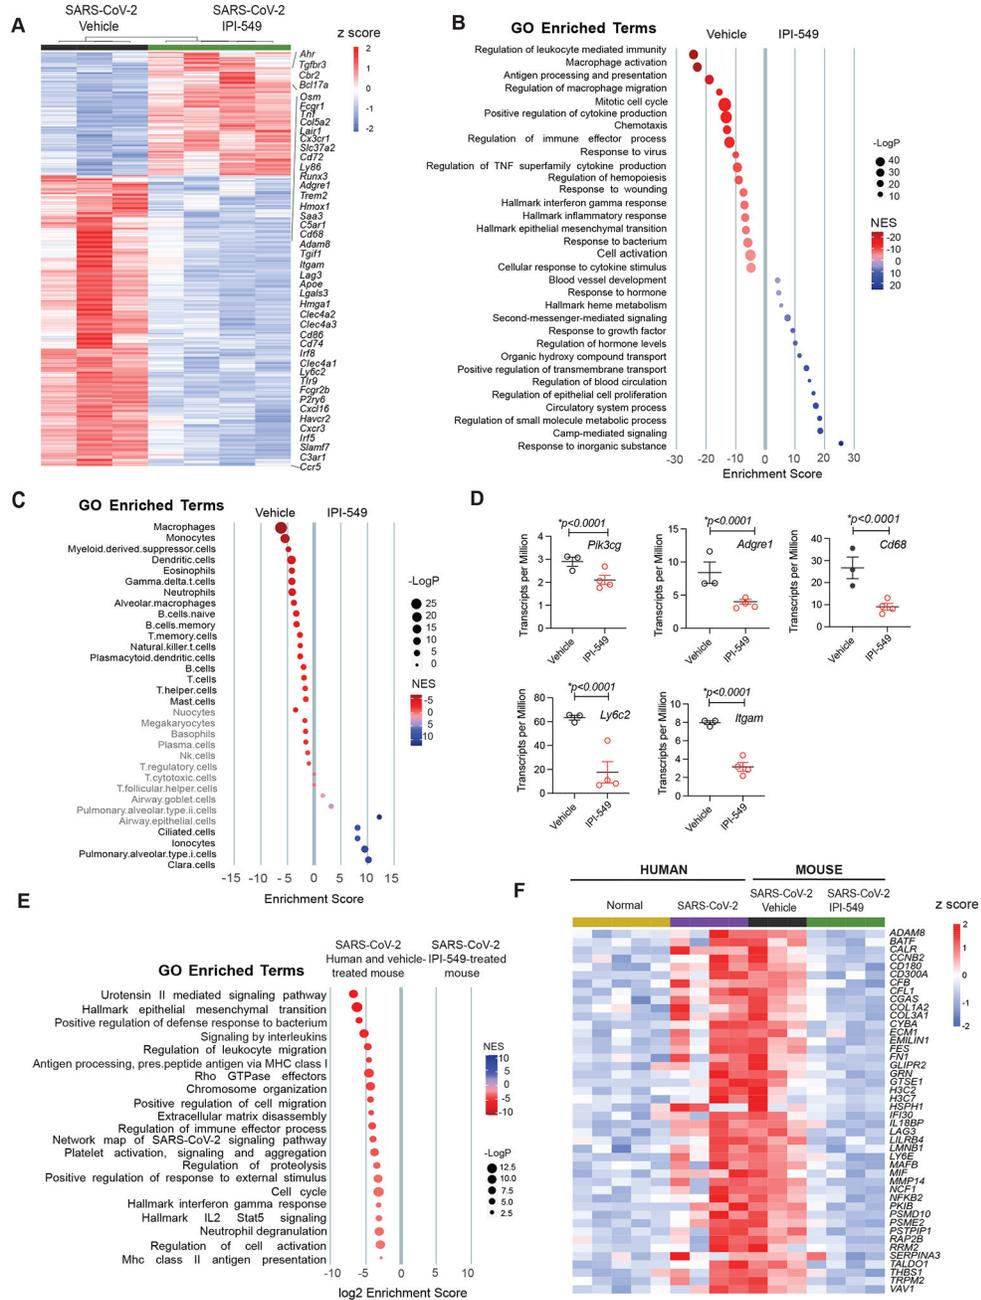 A
SARS-CoV-2
Vehicle
SARS-CoV-2
IPI-549
z score
2
1
0
-1
-2
Ahr
Tgfbr3
Cbr2
Bcl17a
Osm
Fcgr1
Tnf
Col5a2
Lair1
Cx3cr1
Slc37a2
Cd72
Ly86
Runx3
Adgre1
Trem2
Hmox1
Saa3
C5ar1
Cd68
Adam8
Tgif1
Itgam
Lag3
Apoe
Lgals3
Hmga1
Clec4a2
Clec4a3
Cd86
Cd74
Irf8
Clec4a1
Ly6c2
Tlr9
Fcgr2b
P2ry6
Cxcl16
Havcr2
Cxcr3
Irf5
Slamf7
C3ar1
Ccr5
B
GO Enriched Terms
Vehicle
IPI-549
Regulation of leukocyte mediated immunity
Macrophage activation
Antigen processing and presentation
Regulation of macrophage migration
Mitotic cell cycle
Positive regulation of cytokine production
Chemotaxis
Regulation of immune effector process
Response to virus
Regulation of TNF superfamily cytokine production
Regulation of hemopoiesis
Response to wounding
Hallmark interferon gamma response
Hallmark inflammatory response
Hallmark epithelial mesenchymal transition
Response to bacterium
Cell activation
Cellular response to cytokine stimulus
Blood vessel development
Response to hormone
Hallmark heme metabolism
Second-messenger-mediated signaling
Response to growth factor
Regulation of hormone levels
Organic hydroxy compound transport
Positive regulation of transmembrane transport
Regulation of blood circulation
Regulation of epithelial cell proliferation
Circulatory system process
Regulation of small molecule metabolic process
Camp-mediated signaling
Response to inorganic substance
-30 -20 -10 0 10 20 30
Enrichment Score
-LogP
40
30
20
10
NES
-20
-10
0
10
20
C
GO Enriched Terms
Vehicle
IPI-549
Macrophages
Monocytes
Myeloid.derived.suppressor.cells
Dendritic.cells
Eosinophils
Gamma.delta.t.cells
Neutrophils
Alveolar.macrophages
B.cells.naive
B.cells.memory
T.memory.cells
Natural.killer.t.cells
Plasmacytoid.dendritic.cells
B.cells
T.cells
T.helper.cells
Mast.cells
Nuocytes
Megakaryocytes
Basophils
Plasma.cells
Nk.cells
T.regulatory.cells
T.cytotoxic.cells
T.follicular.helper.cells
Airway.goblet.cells
Pulmonary.alveolar.type.ii.cells
Airway.epithelial.cells
Ciliated.cells
Ionocytes
Pulmonary.alveolar.type.i.cells
Clara.cells
-15 -10 -5 0 5 10 15
Enrichment Score
-LogP
25
20
15
10
5
0
NES
-5
0
5
10
D
*p<0.0001
Pik3cg
Transcripts per Million
4
3
2
1
0
Vehicle
IPI-549
*p<0.0001
Adgre1
Transcripts per Million
15
10
5
0
Vehicle
IPI-549
*p<0.0001
Cd68
Transcripts per Million
40
30
20
10
0
Vehicle
IPI-549
*p<0.0001
Ly6c2
Transcripts per Million
80
60
40
20
0
Vehicle
IPI-549
*p<0.0001
Itgam
Transcripts per Million
10
8
6
4
2
0
Vehicle
IPI-549
E
GO Enriched Terms
SARS-CoV-2
Human and vehicle-
treated mouse
SARS-CoV-2
IPI-549-treated
mouse
Urotensin II mediated signaling pathway
Hallmark epithelial mesenchymal transition
Positive regulation of defense response to bacterium
Signaling by interleukins
Regulation of leukocyte migration
Antigen processing, pres.peptide antigen via MHC class I
Rho GTPase effectors
Chromosome organization
Positive regulation of cell migration
Extracellular matrix disassembly
Regulation of immune effector process
Network map of SARS-CoV-2 signaling pathway
Platelet activation, signaling and aggregation
Regulation of proteolysis
Positive regulation of response to external stimulus
Cell cycle
Hallmark interferon gamma response
Hallmark IL2 Stat5 signaling
Neutrophil degranulation
Regulation of cell activation
Mhc class II antigen presentation
-10 -5 0 5 10
log2 Enrichment Score
NES
10
5
0
-5
-10
-LogP
12.5
10.0
7.5
5.0
2.5
F
HUMAN
MOUSE
Normal
SARS-CoV-2
SARS-CoV-2
Vehicle
SARS-CoV-2
IPI-549
z score
2
1
0
-1
-2
ADAM8
BATF
CALR
CCNB2
CD180
CD300A
CFB
CFL1
CGAS
COL1A2
COL3A1
CYBA
ECM1
EMILIN1
FES
FN1
GLIPR2
GRN
GTSE1
H3C2
H3C7
HSPH1
IFI30
IL18BP
LAG3
LILRB4
LMNB1
LY6E
MAFB
MIF
MMP14
NCF1
NFKB2
PKIB
PSMD10
PSME2
PSTPIP1
RAP2B
RRM2
SERPINA3
TALDO1
THBS1
TRPM2
VAV1